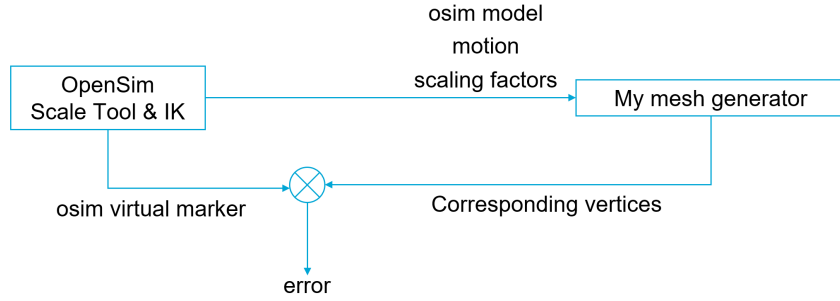 osim model
motion
scaling factors
OpenSim
Scale Tool & IK
My mesh generator
osim virtual marker
Corresponding vertices
error